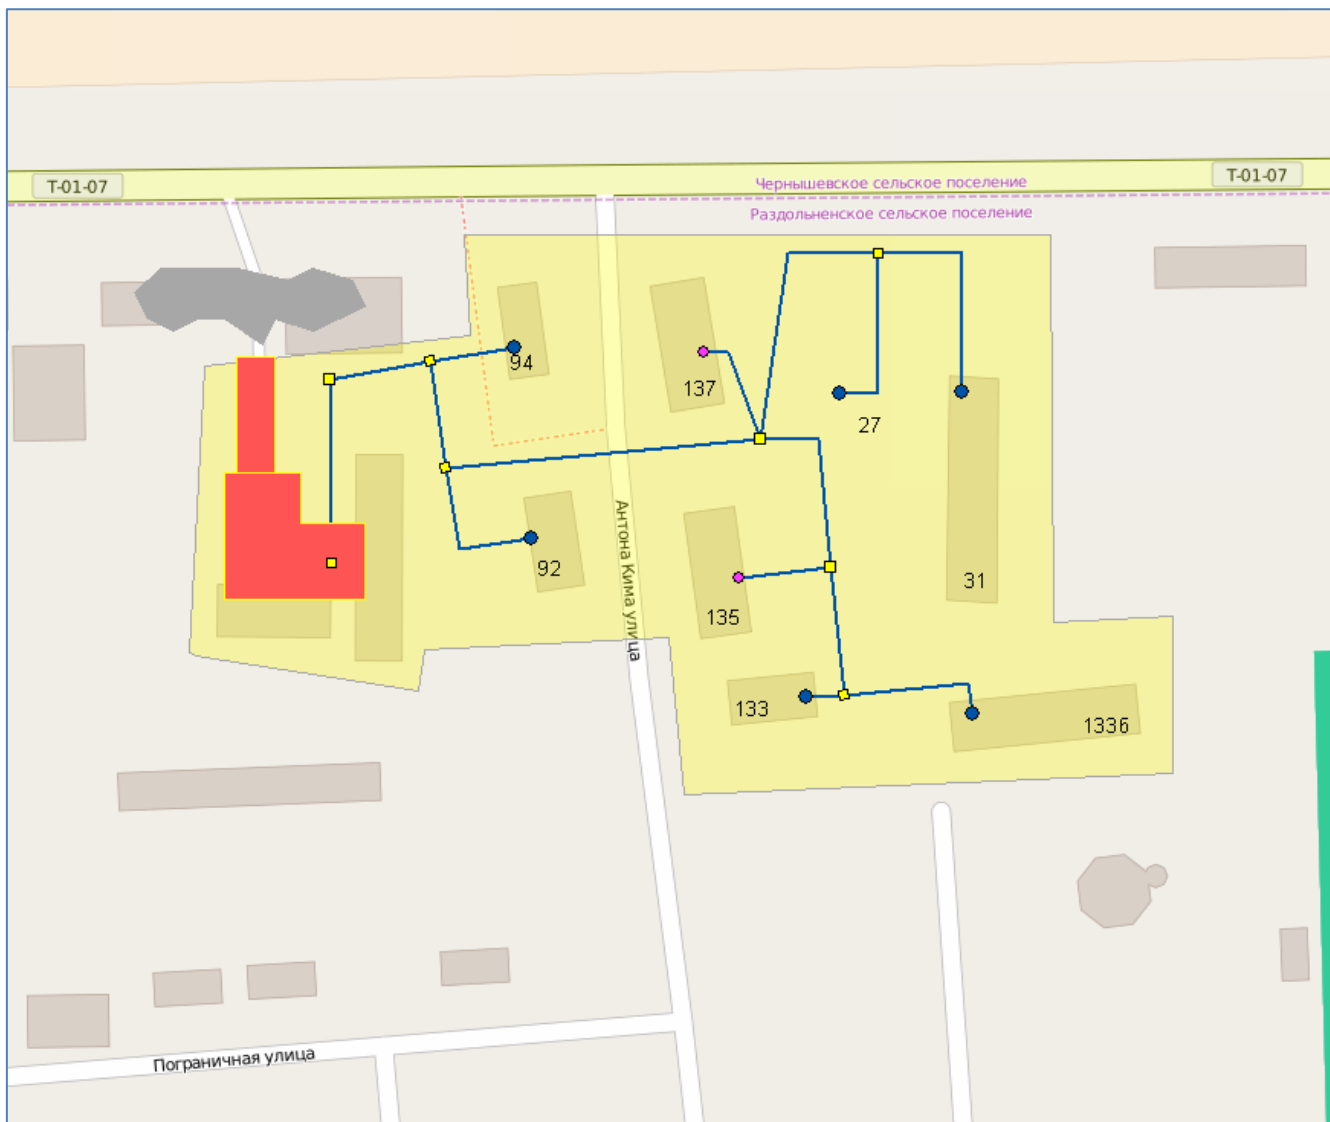 T-01-07
T-01-07
Чернышевское сельское поселение
Раздольненское сельское поселение
94
137
27
Антона Кима улица
92
31
135
133
1336
Пограничная улица